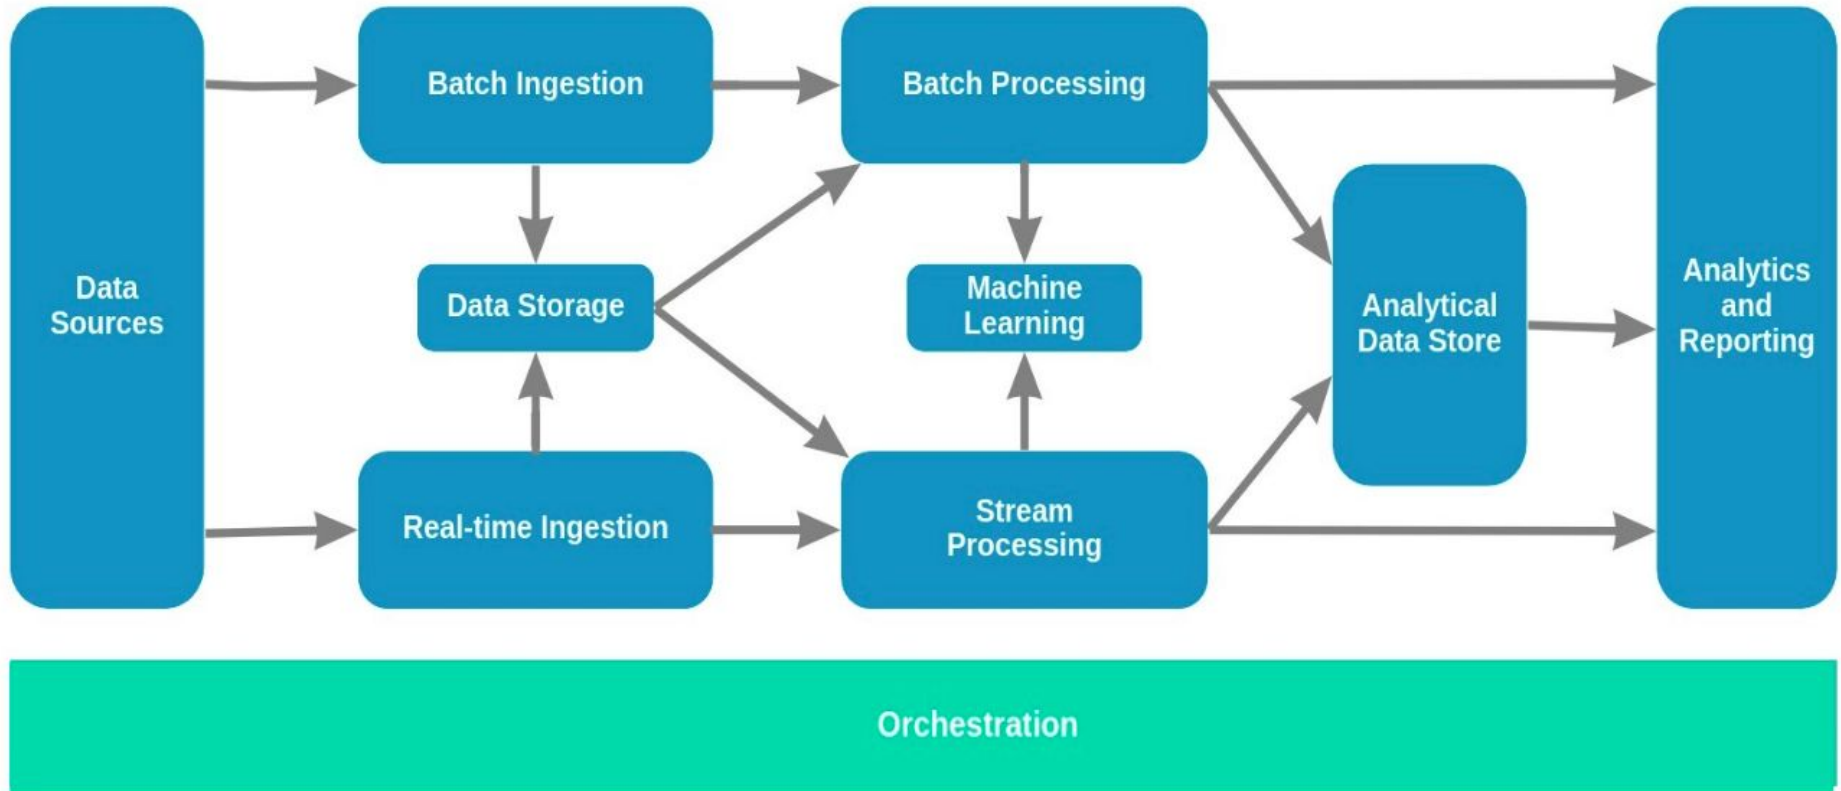 Data
Sources
Batch Ingestion
Batch Processing
Data Storage
Machine
Learning
Real-time Ingestion
Stream
Processing
Analytical
Data Store
Analytics
and
Reporting
Orchestration